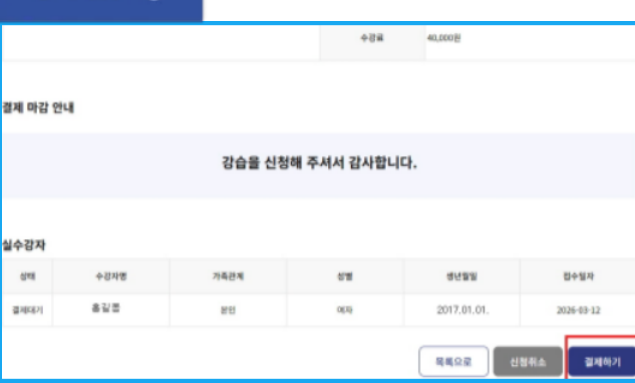 수강료 40,000원
결제 마감 안내
강습을 신청해 주셔서 감사합니다.
실수강자
상태 수강자명 가족관계 성별 생년월일 접수일자
결제대기 홍길동 본인 여자 2017.01.01. 2026-03-12
목록으로 신청취소 결제하기